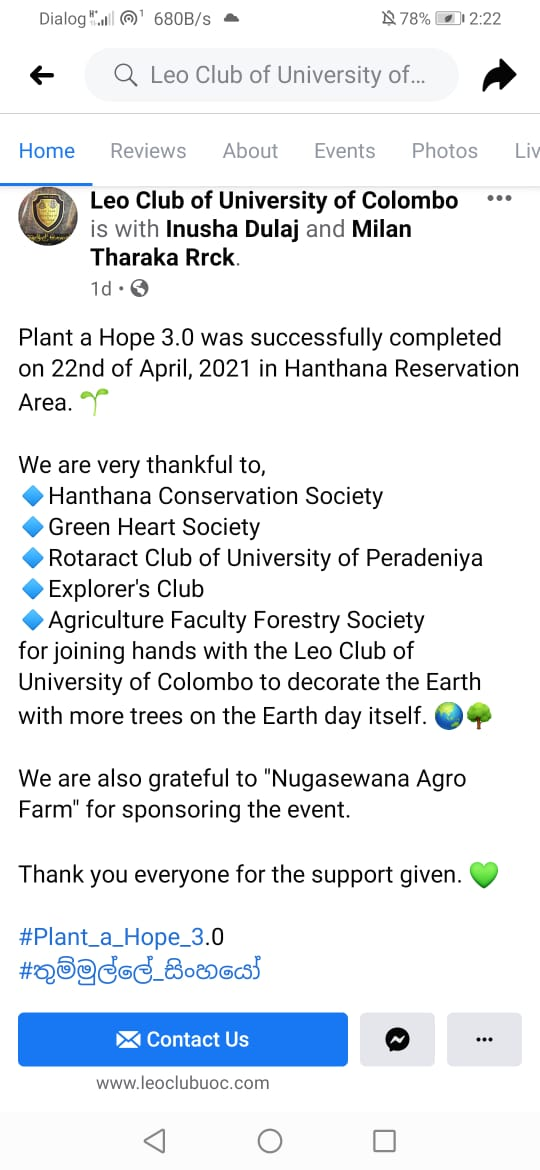 Dialog 680B/s 78% 2:22
Leo Club of University of...
Home Reviews About Events Photos Liv
Leo Club of University of Colombo
is with Inusha Dulaj and Milan
Tharaka Rrck.
1d •
Plant a Hope 3.0 was successfully completed
on 22nd of April, 2021 in Hanthana Reservation
Area. 🌱
We are very thankful to,
🔷Hanthana Conservation Society
🔷Green Heart Society
🔷Rotaract Club of University of Peradeniya
🔷Explorer's Club
🔷Agriculture Faculty Forestry Society
for joining hands with the Leo Club of
University of Colombo to decorate the Earth
with more trees on the Earth day itself. 🌏🌳
We are also grateful to "Nugasewana Agro
Farm" for sponsoring the event.
Thank you everyone for the support given. 💚
#Plant_a_Hope_3.0
#තුම්මුල්ලේ_සිංහයෝ
Contact Us
www.leoclubuoc.com